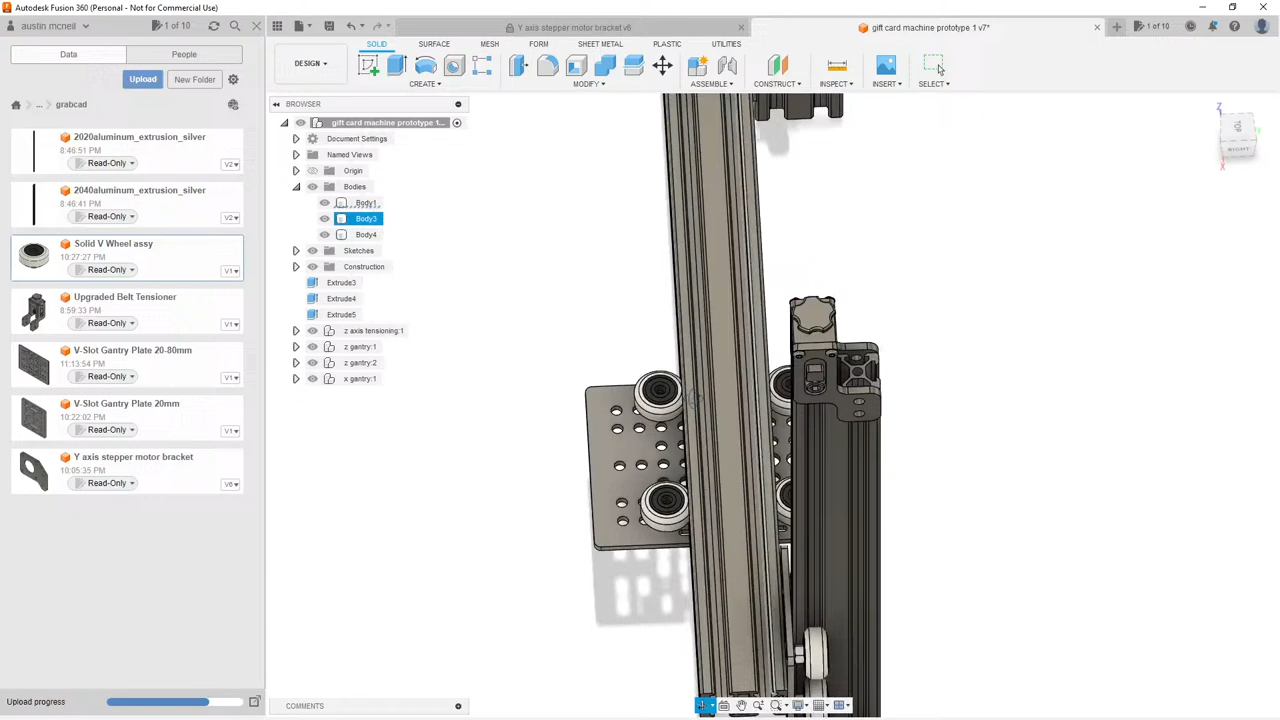 Autodesk Fusion 360 (Personal - Not for Commercial Use)
austin mcneil
1 of 10
Y axis stepper motor bracket v6
gift card machine prototype 1 v7*
1 of 10
Data
People
SOLID
SURFACE
MESH
FORM
SHEET METAL
PLASTIC
UTILITIES
DESIGN
Upload
New Folder
CREATE
MODIFY
ASSEMBLE
CONSTRUCT
INSPECT
INSERT
SELECT
...
grabcad
BROWSER
gift card machine prototype 1...
Document Settings
Named Views
Origin
Bodies
Body1
Body3
Body4
Sketches
Construction
Extrude3
Extrude4
Extrude5
z axis tensioning:1
z gantry:1
z gantry:2
x gantry:1
2020aluminum_extrusion_silver
8:46:51 PM
Read-Only
V2
2040aluminum_extrusion_silver
8:46:41 PM
Read-Only
V2
Solid V Wheel assy
10:27:27 PM
Read-Only
V1
Upgraded Belt Tensioner
8:59:33 PM
Read-Only
V1
V-Slot Gantry Plate 20-80mm
11:13:54 PM
Read-Only
V1
V-Slot Gantry Plate 20mm
10:22:02 PM
Read-Only
V1
Y axis stepper motor bracket
10:05:35 PM
Read-Only
V6
Z
RIGHT
X
Upload progress
COMMENTS